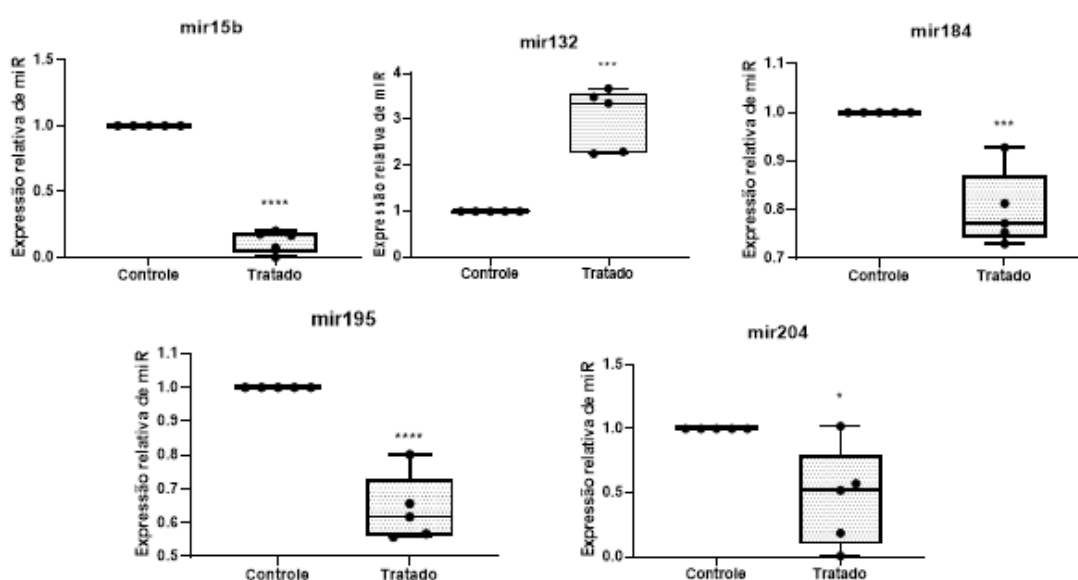 mir15b
Expressão relativa de miR
1.5
1.0
0.5
0.0
****
Controle
Tratado
mir132
Expressão relativa de miR
4
3
2
1
0
***
Controle
Tratado
mir184
Expressão relativa de miR
1.1
1.0
0.9
0.8
0.7
***
Controle
Tratado
mir195
Expressão relativa de miR
1.1
1.0
0.9
0.8
0.7
0.6
0.5
****
Controle
Tratado
mir204
Expressão relativa de miR
1.5
1.0
0.5
0.0
*
Controle
Tratado